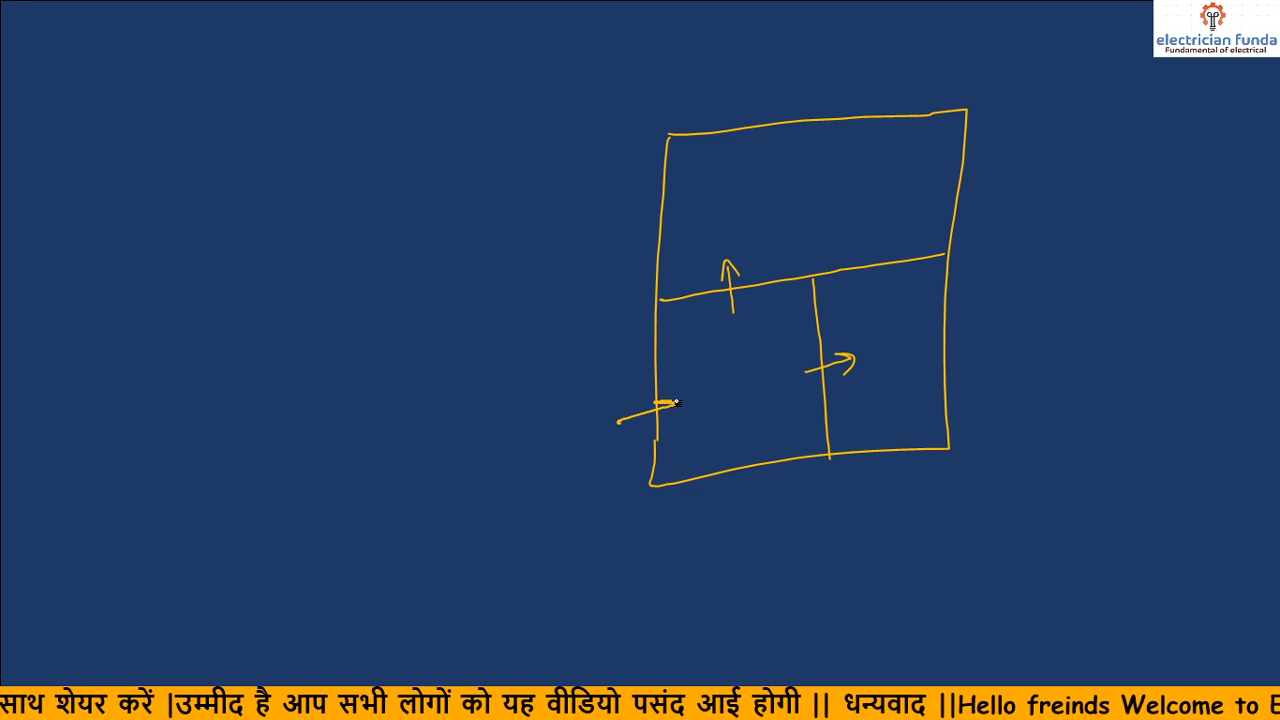 electrician funda
Fundamental of electrical
साथ शेयर करें |उम्मीद है आप सभी लोगों को यह वीडियो पसंद आई होगी || धन्यवाद ||Hello freinds Welcome to E